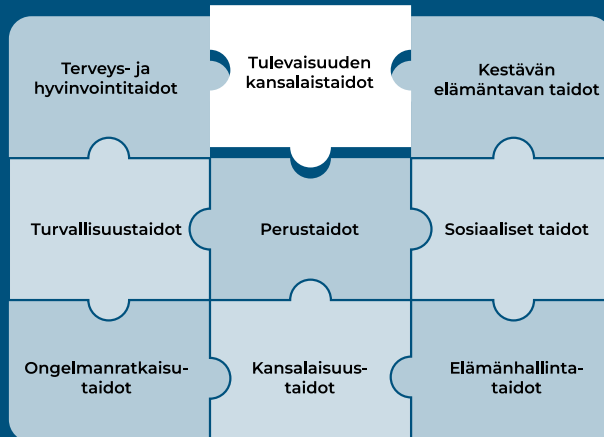 Terveys- ja
hyvinvointitaidot
Tulevaisuuden
kansalaistaidot
Kestävän
elämäntavan taidot
Turvallisuustaidot
Perustaidot
Sosiaaliset taidot
Ongelmanratkaisu-
taidot
Kansalaisuus-
taidot
Elämänhallinta-
taidot